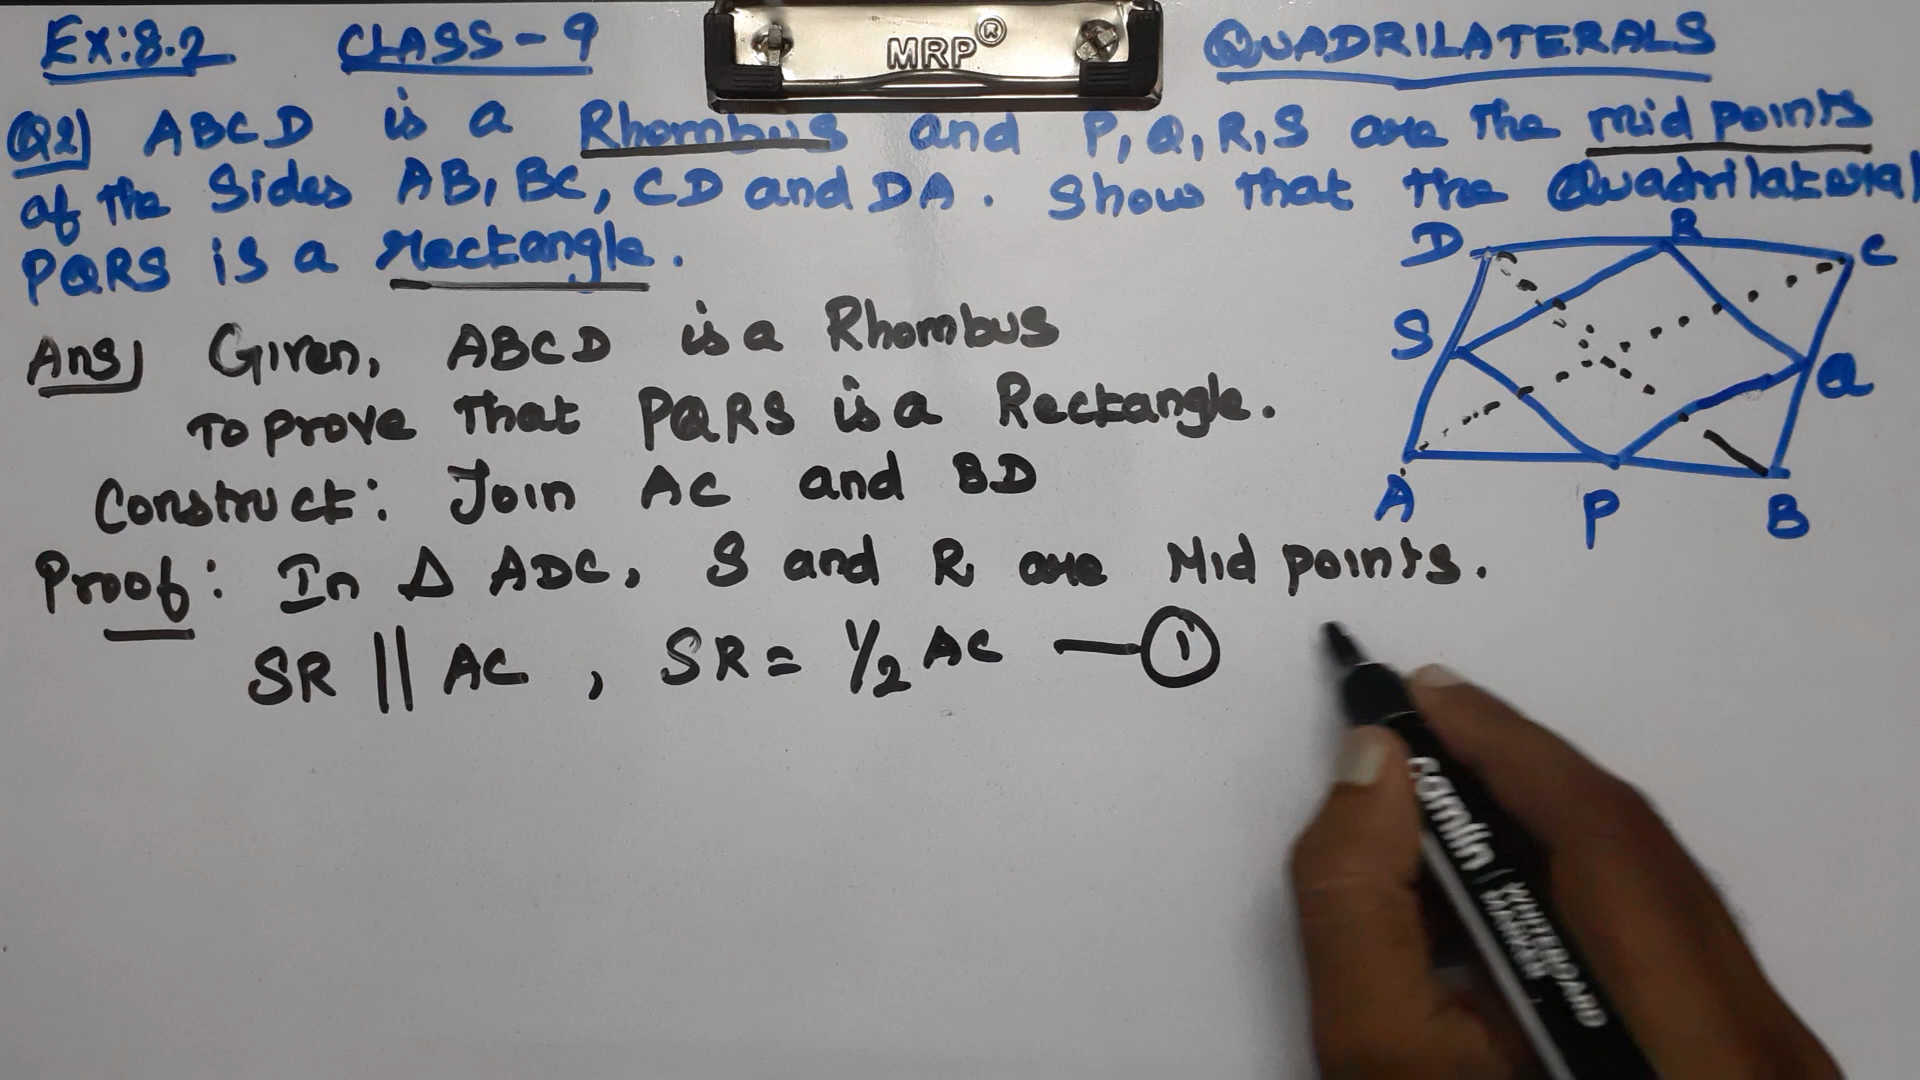 Ex:8.2 CLASS-9 MRP® QUADRILATERALS
Q2) ABCD is a Rhombus and P, Q, R, S are the mid points
of the Sides AB, BC, CD and DA. Show that the Quadrilateral
PQRS is a rectangle.
D R C
S Q
A P B
Ans) Given, ABCD is a Rhombus
To prove that PQRS is a Rectangle.
Construct: Join AC and BD
Proof: In Δ ADC, S and R are Mid points.
SR || AC, SR = 1/2 AC — ①
camlin WHITEBOARD
MARKER